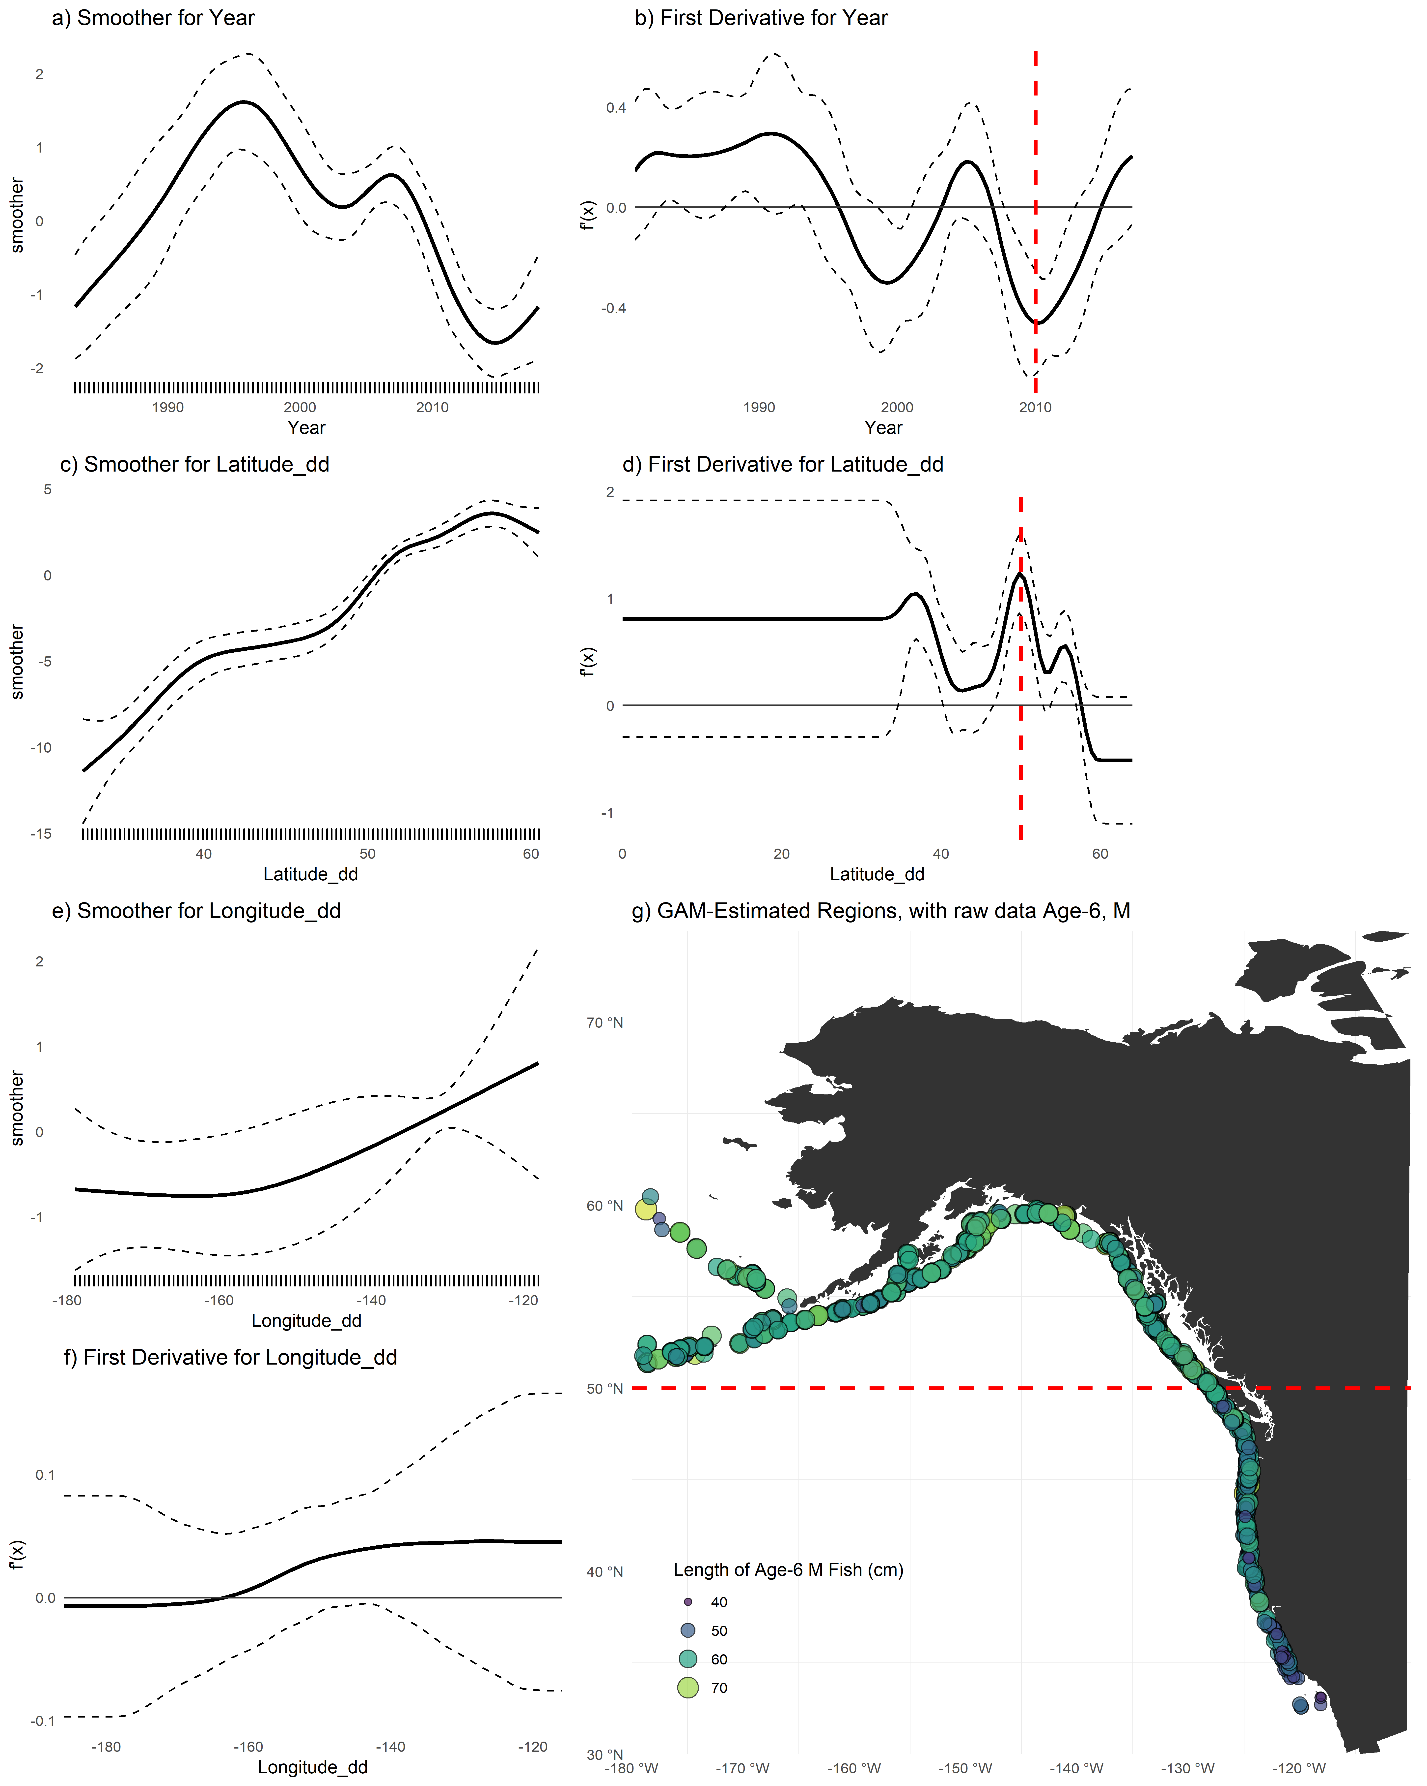 a) Smoother for Year
2
1
0
-1
-2
smoother
1990
2000
2010
Year
b) First Derivative for Year
0.4
0.0
-0.4
f'(x)
1990
2000
2010
Year
c) Smoother for Latitude_dd
5
0
-5
-10
-15
smoother
40
50
60
Latitude_dd
d) First Derivative for Latitude_dd
2
1
0
-1
f'(x)
0
20
40
60
Latitude_dd
e) Smoother for Longitude_dd
2
1
0
-1
smoother
-180
-160
-140
-120
Longitude_dd
f) First Derivative for Longitude_dd
0.1
0.0
-0.1
f'(x)
-180
-160
-140
-120
Longitude_dd
g) GAM-Estimated Regions, with raw data Age-6, M
70 °N
60 °N
50 °N
40 °N
30 °N
Length of Age-6 M Fish (cm)
40
50
60
70
-180 °W
-170 °W
-160 °W
-150 °W
-140 °W
-130 °W
-120 °W